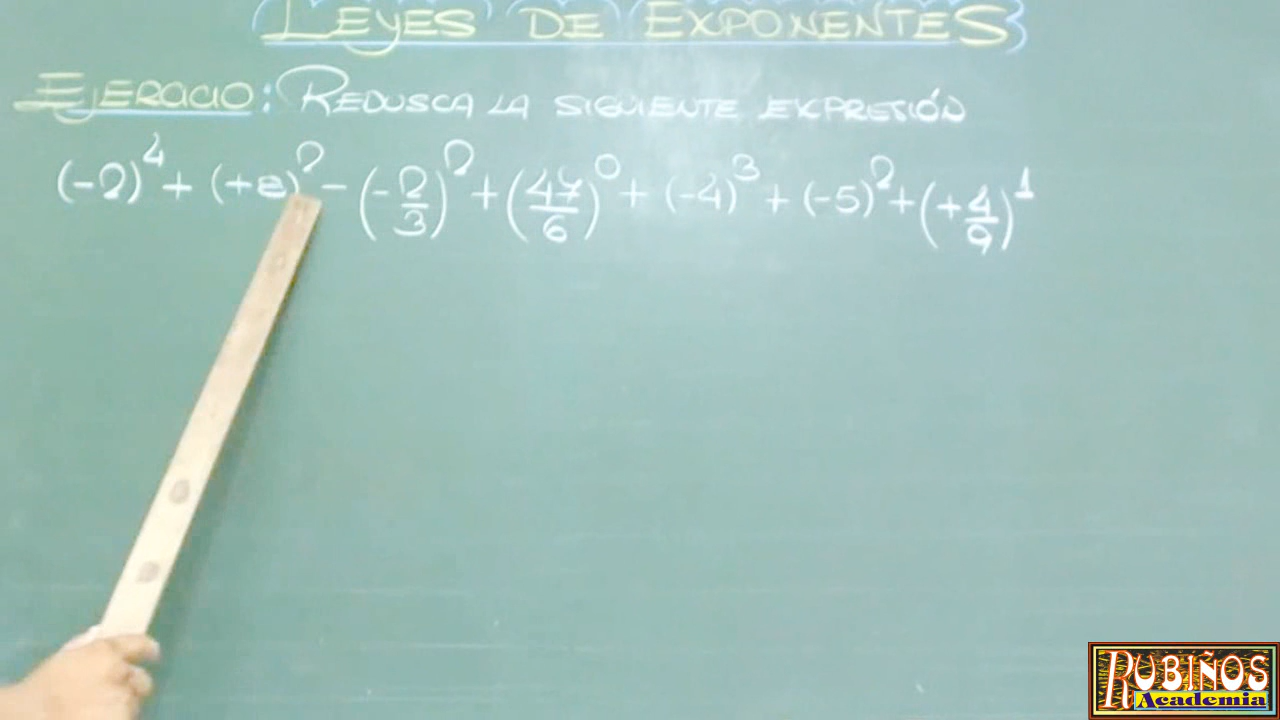 LEYES DE EXPONENTES
EJERCICIO: REDUSCA LA SIGUIENTE EXPRESIÓN
(-2)⁴ + (+8)² - (-2/3)² + (47/6)⁰ + (-4)³ + (-5)² + (+4/9)¹
RUBIÑOS
Academia